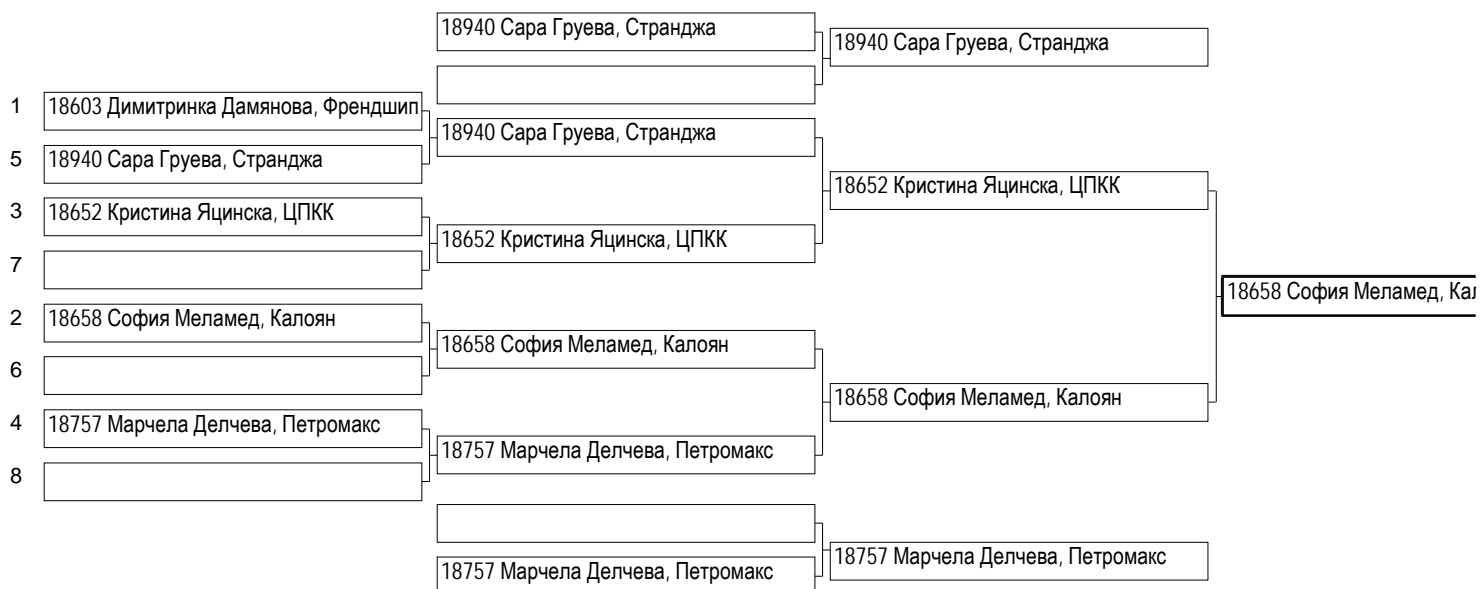 18940 Сара Груева, Странджа
18940 Сара Груева, Странджа
1 18603 Димитринка Дамянова, Френдшип
18940 Сара Груева, Странджа
5 18940 Сара Груева, Странджа
18652 Кристина Яцинска, ЦПКК
3 18652 Кристина Яцинска, ЦПКК
18652 Кристина Яцинска, ЦПКК
7
18658 София Меламед, Кал
2 18658 София Меламед, Калоян
18658 София Меламед, Калоян
6
18658 София Меламед, Калоян
4 18757 Марчела Делчева, Петромакс
18757 Марчела Делчева, Петромакс
8
18757 Марчела Делчева, Петромакс
18757 Марчела Делчева, Петромакс